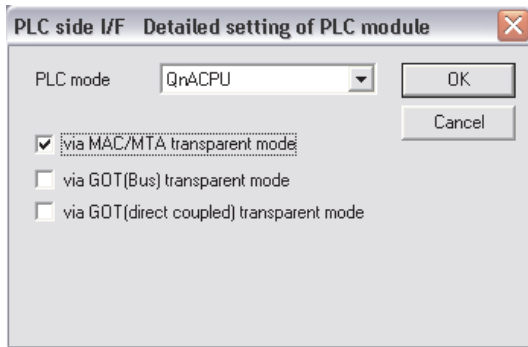 PLC side I/F Detailed setting of PLC module
PLC mode QnACPU OK
Cancel
via MAC/MTA transparent mode
via GOT(Bus) transparent mode
via GOT(direct coupled) transparent mode